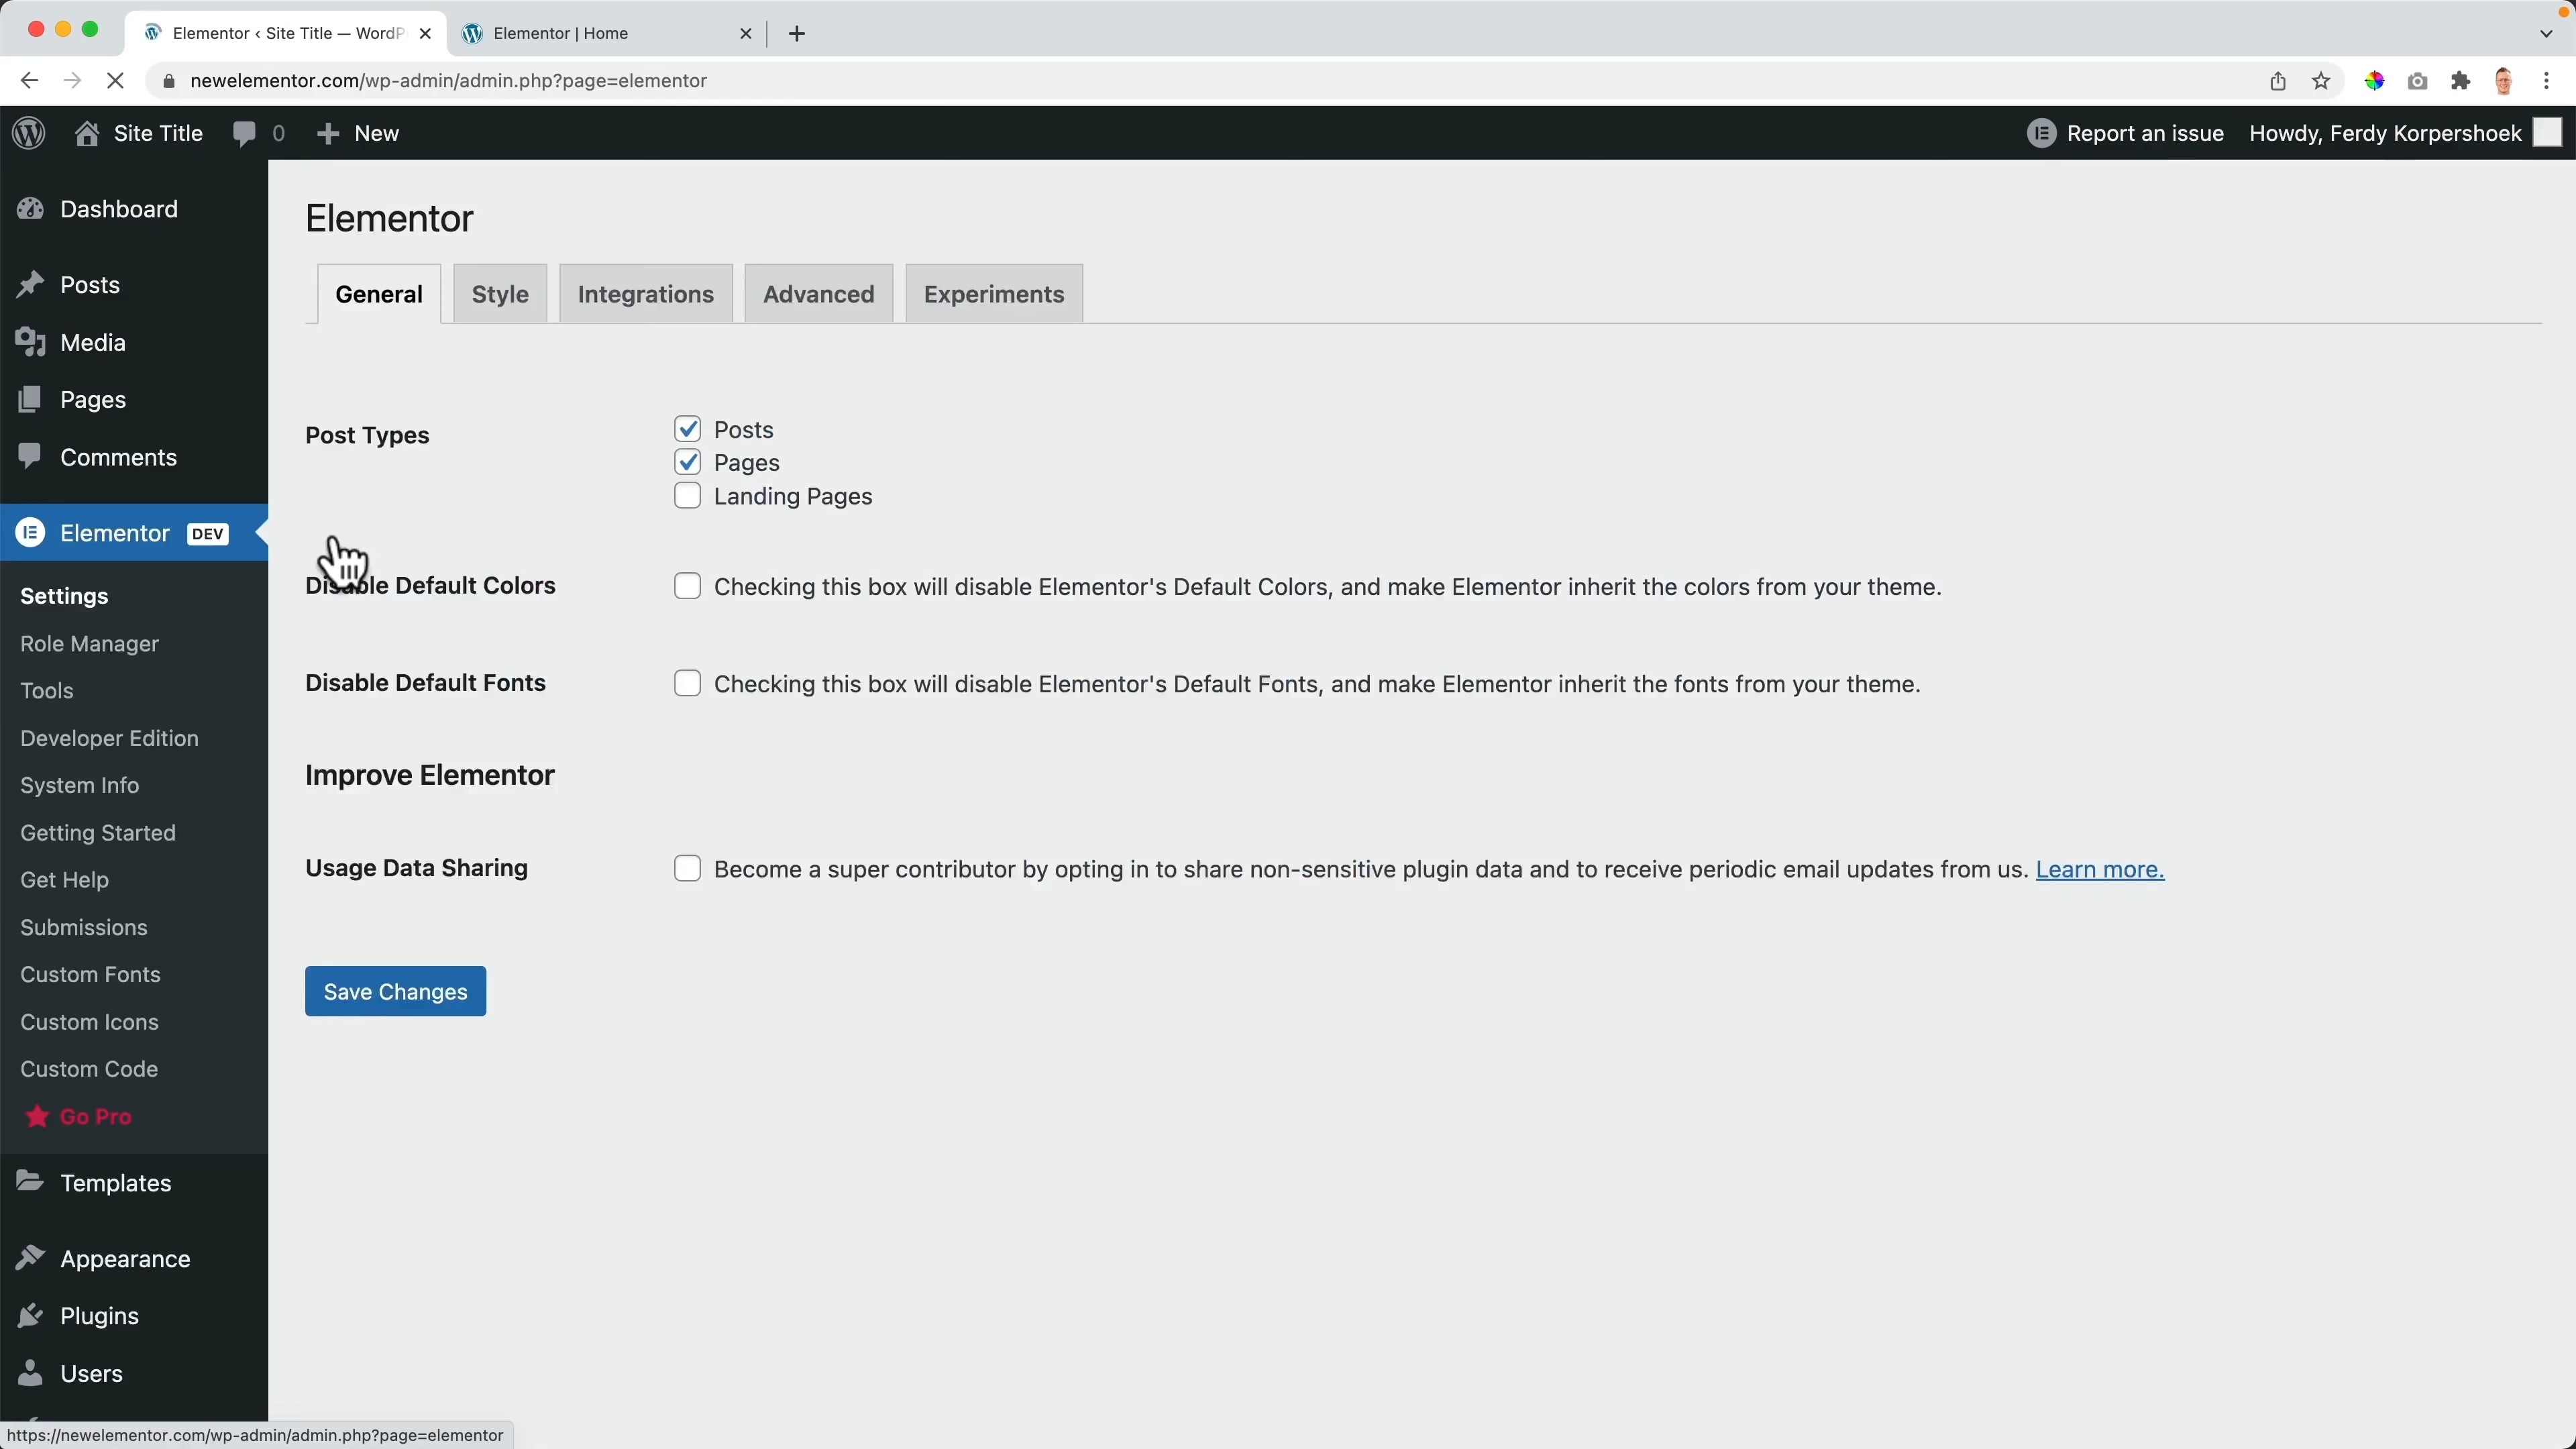 Elementor ‹ Site Title — WordP
Elementor | Home
newelementor.com/wp-admin/admin.php?page=elementor
Site Title
0
New
Report an issue
Howdy, Ferdy Korpershoek
Dashboard
Posts
Media
Pages
Comments
Elementor DEV
Settings
Role Manager
Tools
Developer Edition
System Info
Getting Started
Get Help
Submissions
Custom Fonts
Custom Icons
Custom Code
Go Pro
Templates
Appearance
Plugins
Users
Elementor
General
Style
Integrations
Advanced
Experiments
Post Types
Posts
Pages
Landing Pages
Disable Default Colors
Checking this box will disable Elementor's Default Colors, and make Elementor inherit the colors from your theme.
Disable Default Fonts
Checking this box will disable Elementor's Default Fonts, and make Elementor inherit the fonts from your theme.
Improve Elementor
Usage Data Sharing
Become a super contributor by opting in to share non-sensitive plugin data and to receive periodic email updates from us. Learn more.
Save Changes
https://newelementor.com/wp-admin/admin.php?page=elementor